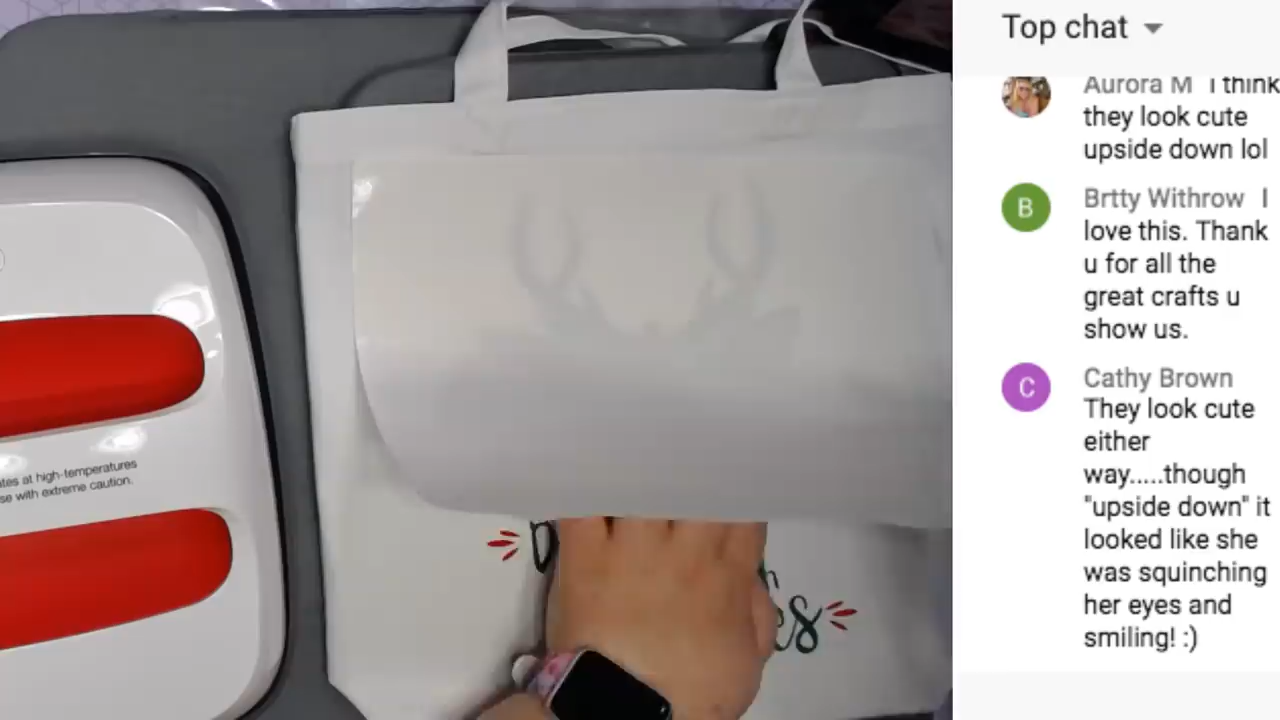 ates at high-temperatures
se with extreme caution.
Top chat
Aurora M i think
they look cute
upside down lol
Brtty Withrow I
love this. Thank
u for all the
great crafts u
show us.
B
Cathy Brown
They look cute
either
way.....though
"upside down" it
looked like she
was squinching
her eyes and
smiling! :)
C